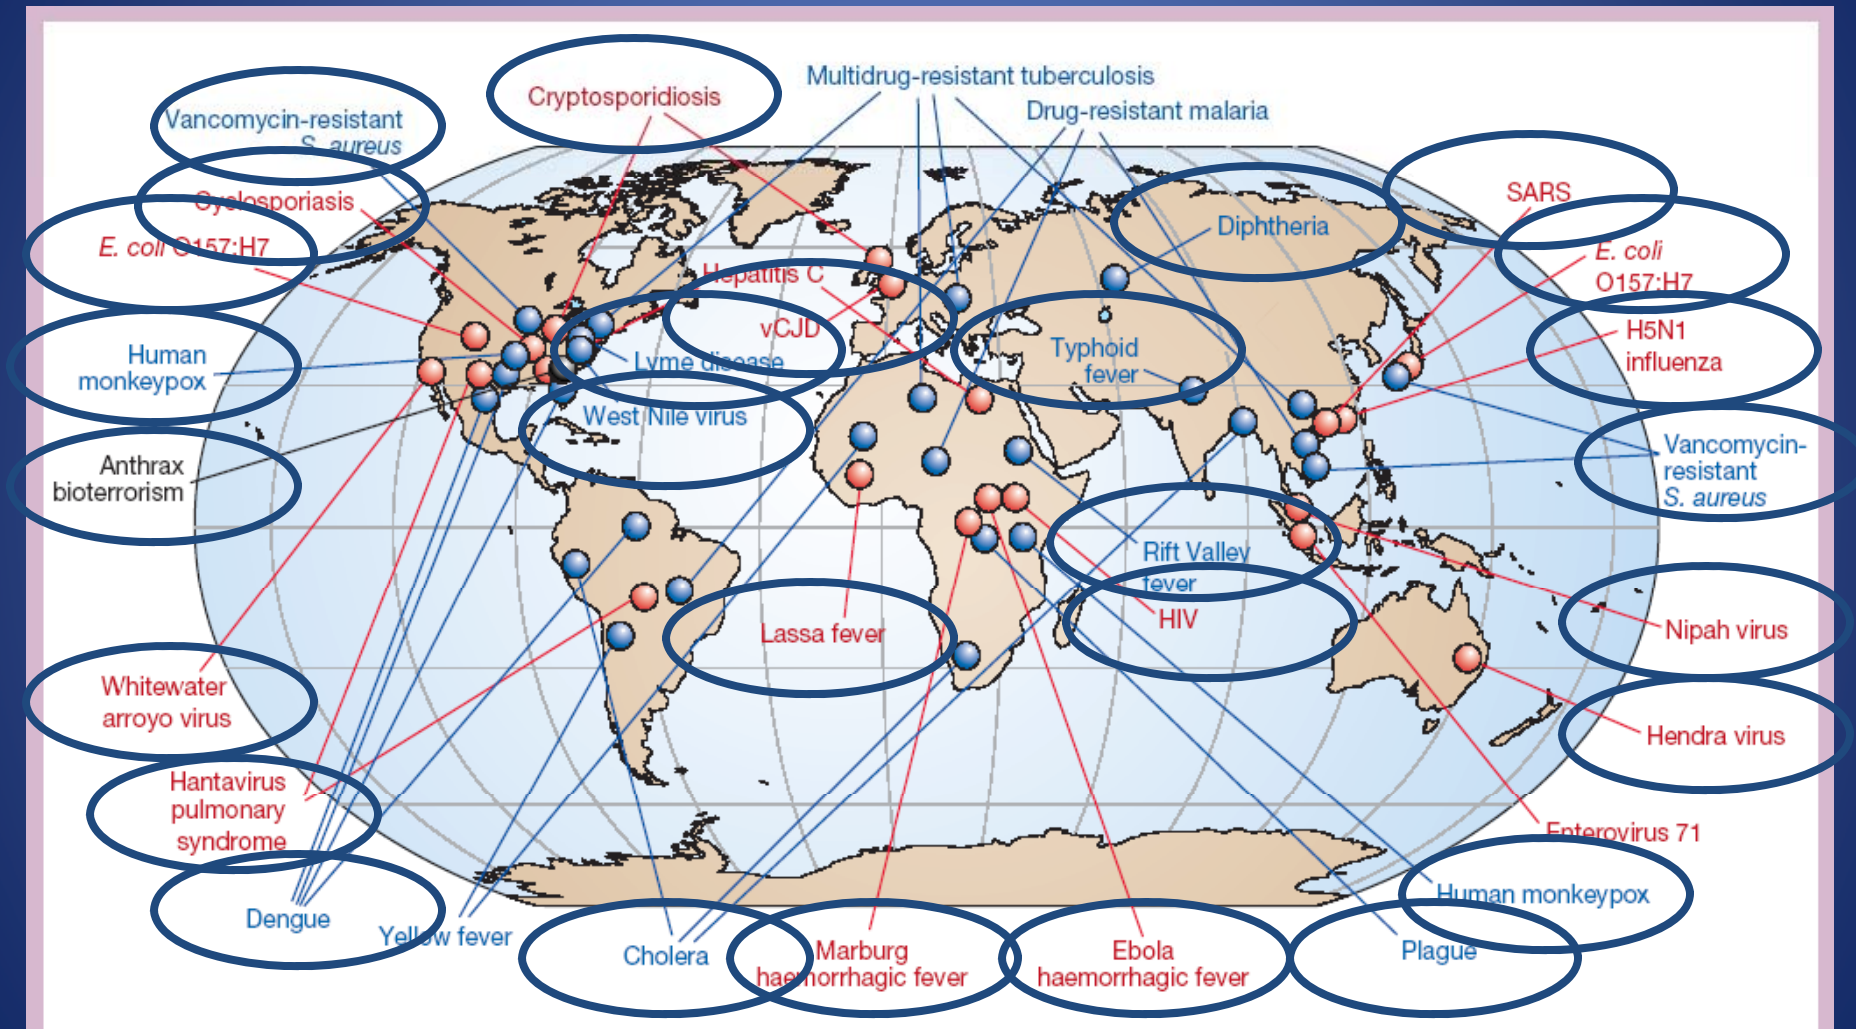 Cryptosporidiosis
Multidrug-resistant tuberculosis
Drug-resistant malaria
Vancomycin-resistant
S. aureus
Cyclosporiasis
E. coli O157:H7
Hepatitis C
vCJD
Lyme disease
West Nile virus
Diphtheria
Typhoid
fever
SARS
E. coli
O157:H7
H5N1
influenza
Human
monkeypox
Anthrax
bioterrorism
Vancomycin-
resistant
S. aureus
Rift Valley
fever
HIV
Lassa fever
Nipah virus
Hendra virus
Whitewater
arroyo virus
Hantavirus
pulmonary
syndrome
Enterovirus 71
Human monkeypox
Dengue
Yellow fever
Cholera
Marburg
haemorrhagic fever
Ebola
haemorrhagic fever
Plague